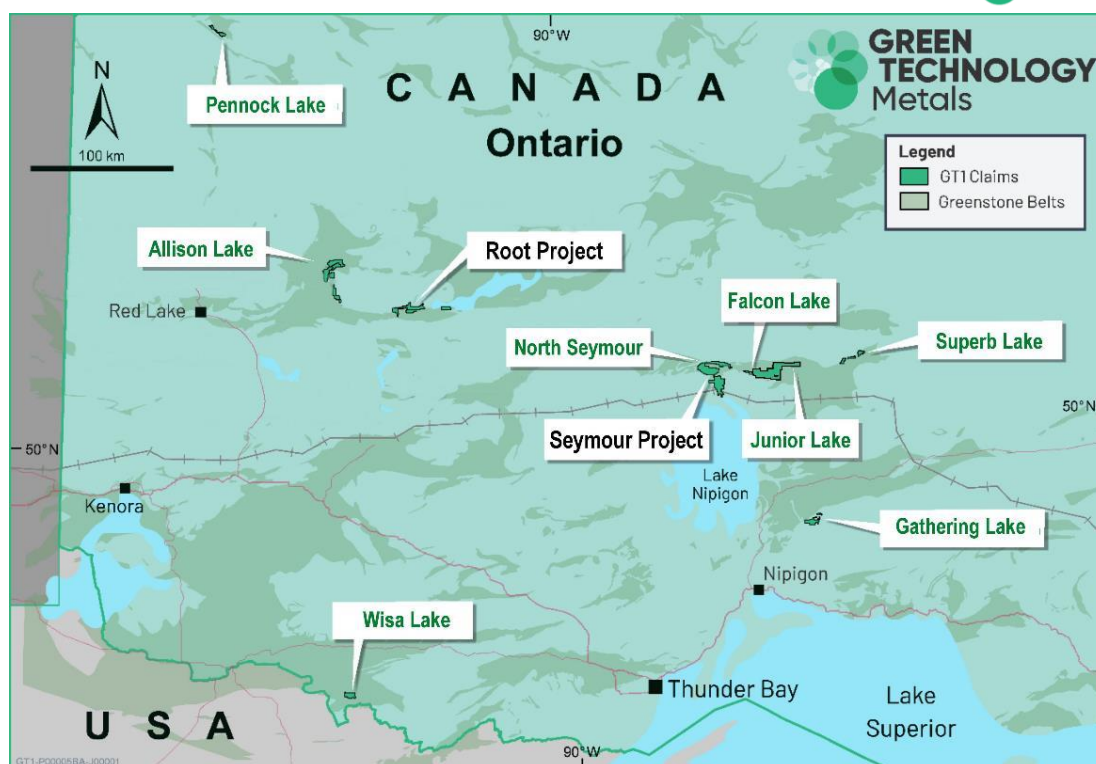 90°W
GREEN
TECHNOLOGY
Metals
N
100 km
Pennock Lake
CANADA
Ontario
Legend
GT1 Claims
Greenstone Belts
Allison Lake
Root Project
Red Lake
Falcon Lake
North Seymour
Superb Lake
50°N
Seymour Project
Junior Lake
50°N
Lake
Nipigon
Kenora
Gathering Lake
Nipigon
Wisa Lake
Thunder Bay
Lake
Superior
USA
90°W